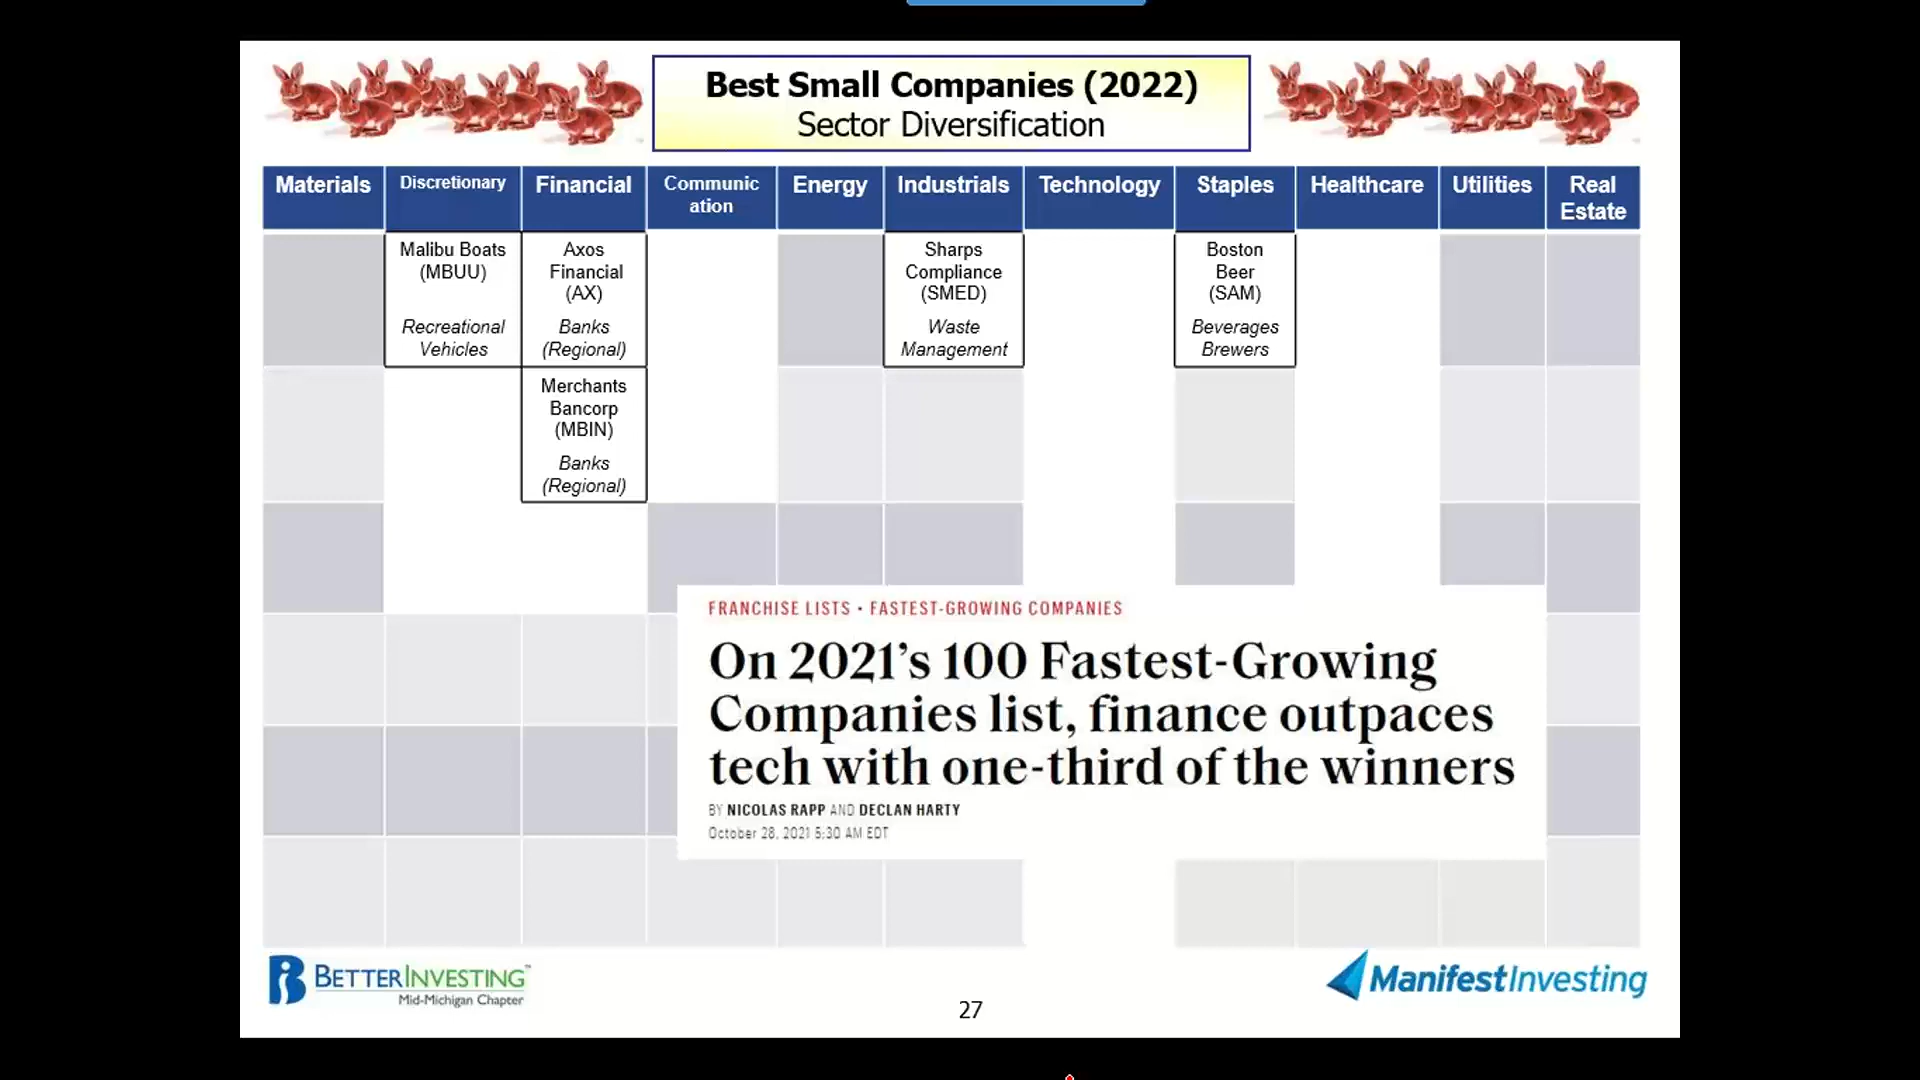 Best Small Companies (2022)
Sector Diversification
Materials
Discretionary
Financial
Communic
ation
Energy
Industrials
Technology
Staples
Healthcare
Utilities
Real
Estate
Malibu Boats
(MBUU)
Recreational
Vehicles
Axos
Financial
(AX)
Banks
(Regional)
Sharps
Compliance
(SMED)
Waste
Management
Boston
Beer
(SAM)
Beverages
Brewers
Merchants
Bancorp
(MBIN)
Banks
(Regional)
FRANCHISE LISTS • FASTEST-GROWING COMPANIES
On 2021’s 100 Fastest-Growing
Companies list, finance outpaces
tech with one-third of the winners
BY NICOLAS RAPP AND DECLAN HARTY
October 28, 2021 5:30 AM EDT
BETTERINVESTING™
Mid-Michigan Chapter
ManifestInvesting
27